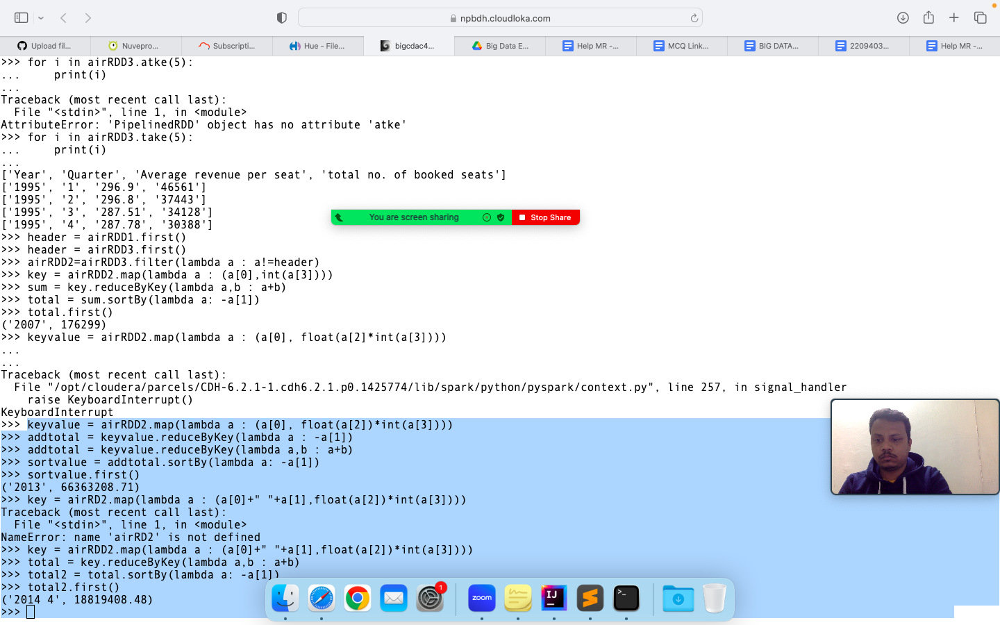 npbdh.cloudloka.com
Upload fil...
Nuvepro...
Subscripti...
Hue - File...
bigcdac4...
Big Data E...
Help MR -...
MCQ Link...
BIG DATA...
2209403...
Help MR -...
>>> for i in airRDD3.atke(5):
...     print(i)
...
Traceback (most recent call last):
  File "<stdin>", line 1, in <module>
AttributeError: 'PipelinedRDD' object has no attribute 'atke'
>>> for i in airRDD3.take(5):
...     print(i)
...
['Year', 'Quarter', 'Average revenue per seat', 'total no. of booked seats']
['1995', '1', '296.9', '46561']
['1995', '2', '296.8', '37443']
['1995', '3', '287.51', '34128']
['1995', '4', '287.78', '30388']
You are screen sharing
Stop Share
>>> header = airRDD1.first()
>>> header = airRDD3.first()
>>> airRDD2=airRDD3.filter(lambda a : a!=header)
>>> key = airRDD2.map(lambda a : (a[0],int(a[3])))
>>> sum = key.reduceByKey(lambda a,b : a+b)
>>> total = sum.sortBy(lambda a: -a[1])
>>> total.first()
('2007', 176299)
>>> keyvalue = airRDD2.map(lambda a : (a[0], float(a[2]*int(a[3])))
...
...
Traceback (most recent call last):
  File "/opt/cloudera/parcels/CDH-6.2.1-1.cdh6.2.1.p0.1425774/lib/spark/python/pyspark/context.py", line 257, in signal_handler
    raise KeyboardInterrupt()
KeyboardInterrupt
>>> keyvalue = airRDD2.map(lambda a : (a[0], float(a[2])*int(a[3])))
>>> addtotal = keyvalue.reduceByKey(lambda a : -a[1])
>>> addtotal = keyvalue.reduceByKey(lambda a,b : a+b)
>>> sortvalue = addtotal.sortBy(lambda a: -a[1])
>>> sortvalue.first()
('2013', 66363208.71)
>>> key = airRD2.map(lambda a : (a[0]+" "+a[1],float(a[2])*int(a[3])))
Traceback (most recent call last):
  File "<stdin>", line 1, in <module>
NameError: name 'airRD2' is not defined
>>> key = airRDD2.map(lambda a : (a[0]+" "+a[1],float(a[2])*int(a[3])))
>>> total = key.reduceByKey(lambda a,b : a+b)
>>> total2 = total.sortBy(lambda a: -a[1])
>>> total2.first()
('2014 4', 18819408.48)
>>>
1
zoom
IJ
>_